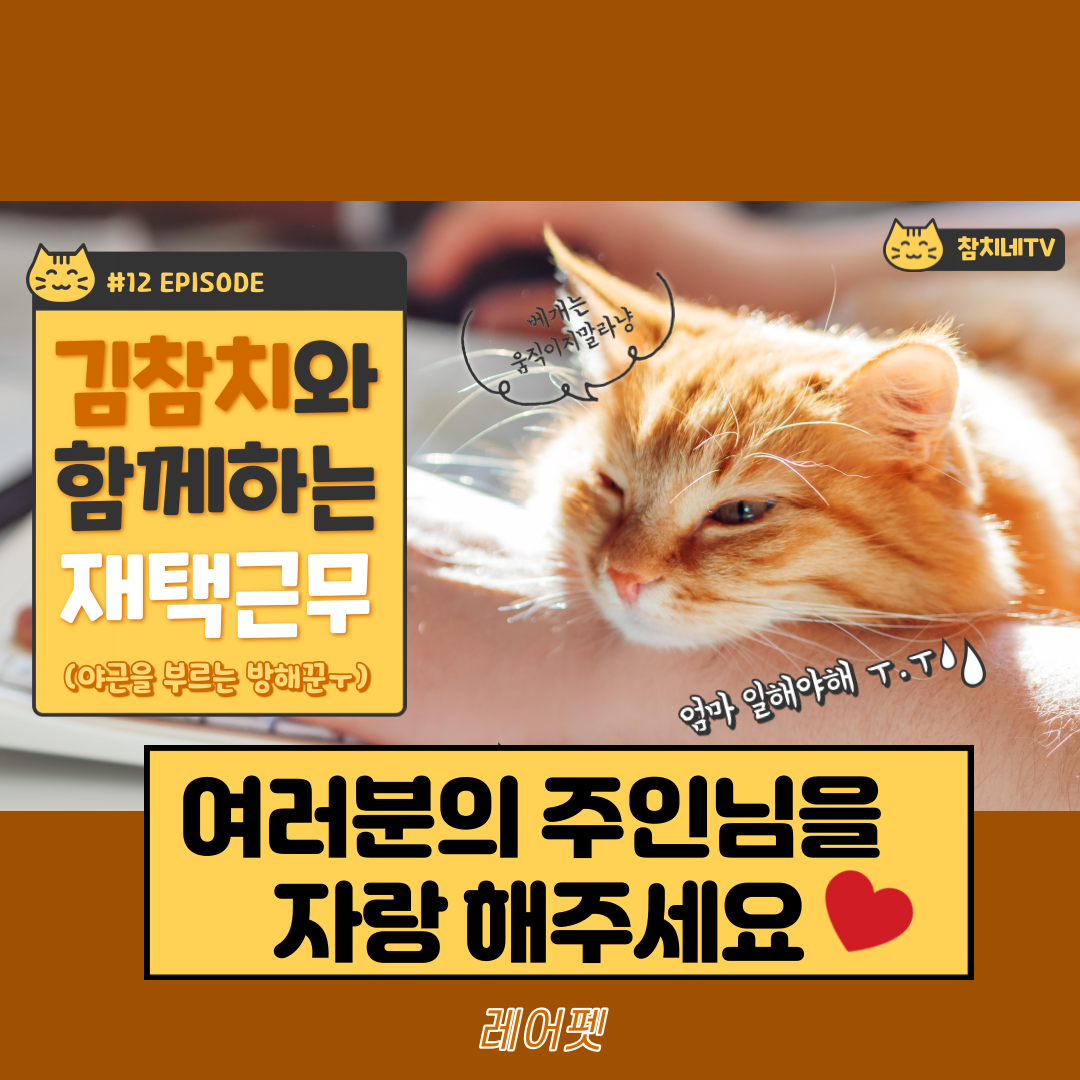 #12 EPISODE
김참치와
함께하는
재택근무
(야근을 부르는 방해꾼ㅜ)
베개는
움직이지말라냥
참치네TV
엄마 일해야해 ㅜ.ㅜ
여러분의 주인님을
자랑 해주세요
레어펫